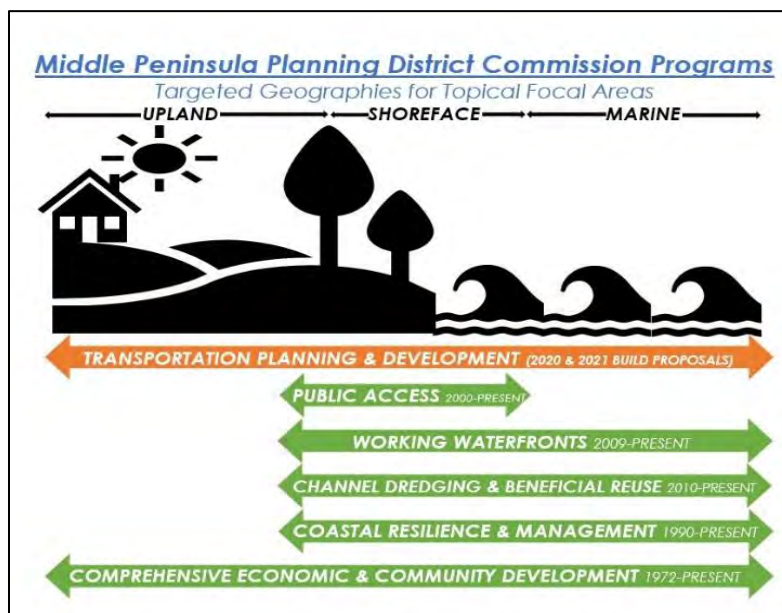 Middle Peninsula Planning District Commission Programs
Targeted Geographies for Topical Focal Areas
UPLAND SHOREFACE MARINE
TRANSPORTATION PLANNING & DEVELOPMENT (2020 & 2021 BUILD PROPOSALS)
PUBLIC ACCESS 2000-PRESENT
WORKING WATERFRONTS 2009-PRESENT
CHANNEL DREDGING & BENEFICIAL REUSE 2010-PRESENT
COASTAL RESILIENCE & MANAGEMENT 1990-PRESENT
COMPREHENSIVE ECONOMIC & COMMUNITY DEVELOPMENT 1972-PRESENT